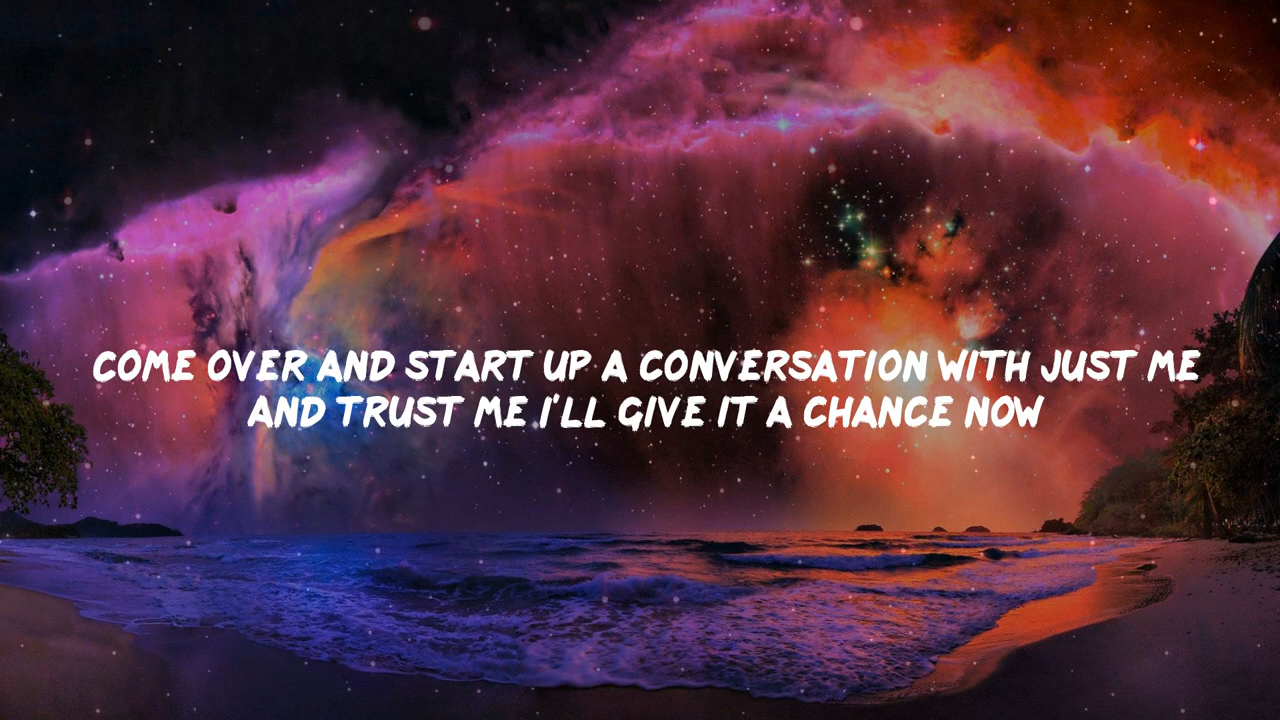 COME OVER AND START UP A CONVERSATION WITH JUST ME
AND TRUST ME I'LL GIVE IT A CHANCE NOW